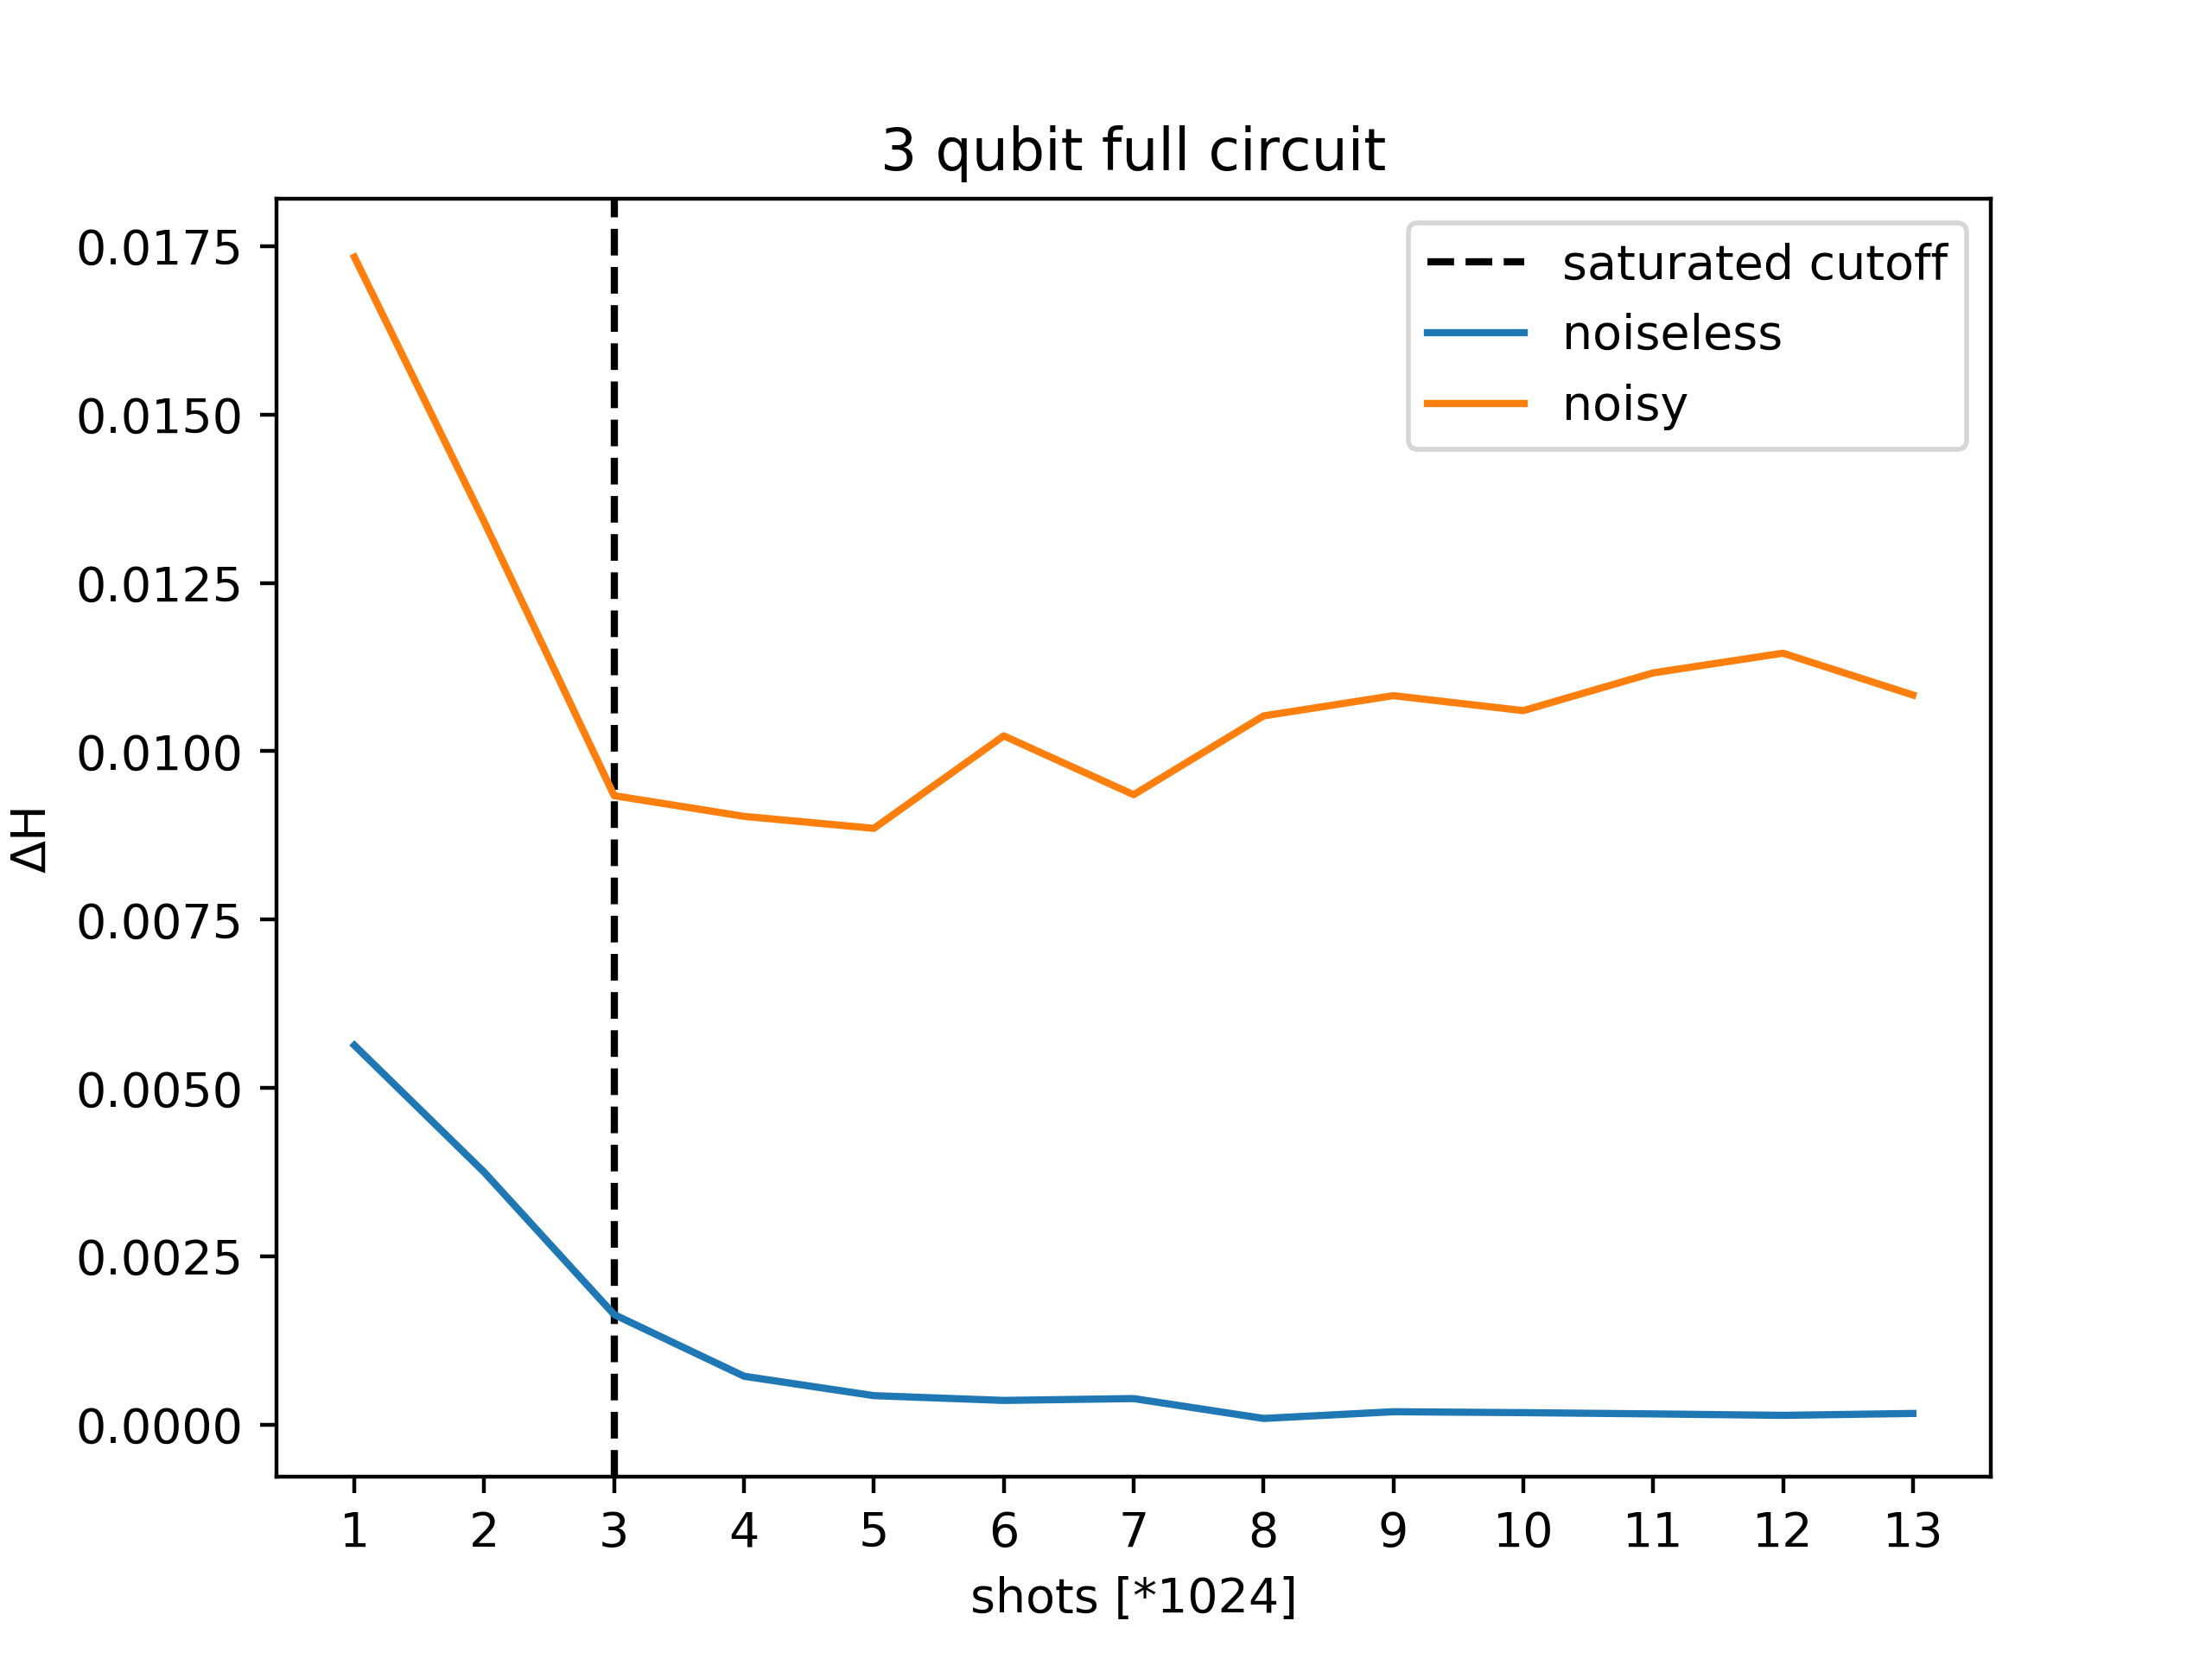 3 qubit full circuit
saturated cutoff
noiseless
noisy
0.0175
0.0150
0.0125
0.0100
0.0075
0.0050
0.0025
0.0000
ΔH
1 2 3 4 5 6 7 8 9 10 11 12 13
shots [*1024]